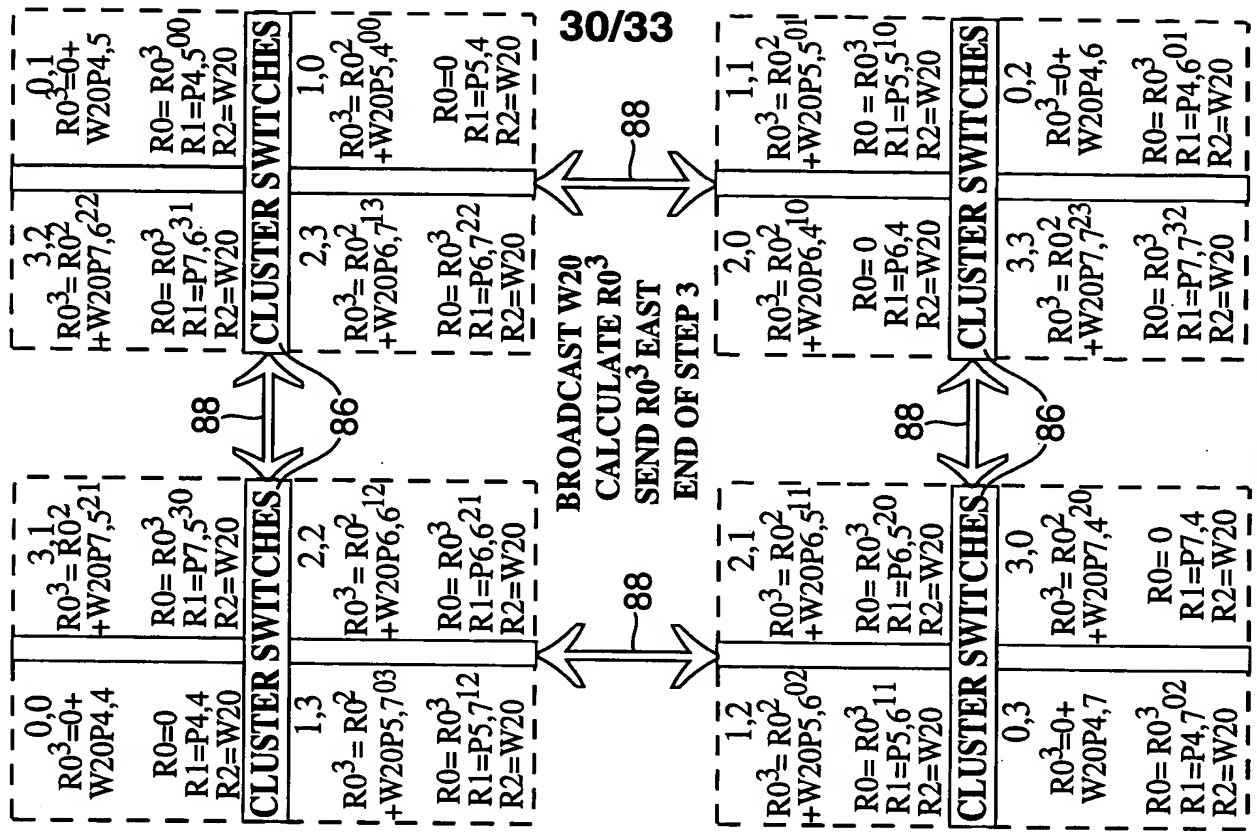 30/33
0,0
R0³=0+
W20P4,4
R0=0
R1=P4,4
R2=W20
3,1
R0³= R0²
+W20P7,5²¹
R0= R0³
R1=P7,5³⁰
R2=W20
CLUSTER SWITCHES
1,3
R0³= R0²
+W20P5,7⁰³
R0= R0³
R1=P5,7¹²
R2=W20
2,2
R0³= R0²
+W20P6,6¹²
R0= R0³
R1=P6,6²¹
R2=W20
88
86
3,2
R0³= R0²
+W20P7,6²²
R0= R0³
R1=P7,6³¹
R2=W20
0,1
R0³=0+
W20P4,5
R0= R0³
R1=P4,5⁰⁰
R2=W20
CLUSTER SWITCHES
2,3
R0³= R0²
+W20P6,7¹³
R0= R0³
R1=P6,7²²
R2=W20
1,0
R0³= R0²
+W20P5,4⁰⁰
R0=0
R1=P5,4
R2=W20
88
BROADCAST W20
CALCULATE R0³
SEND R0³ EAST
END OF STEP 3
88
1,2
R0³= R0²
+W20P5,6⁰²
R0= R0³
R1=P5,6¹¹
R2=W20
2,1
R0³= R0²
+W20P6,5¹¹
R0= R0³
R1=P6,5²⁰
R2=W20
CLUSTER SWITCHES
0,3
R0³=0+
W20P4,7
R0= R0³
R1=P4,7⁰²
R2=W20
3,0
R0³= R0²
+W20P7,4²⁰
R0= 0
R1=P7,4
R2=W20
88
86
2,0
R0³= R0²
+W20P6,4¹⁰
R0= 0
R1=P6,4
R2=W20
1,1
R0³= R0²
+W20P5,5⁰¹
R0= R0³
R1=P5,5¹⁰
R2=W20
CLUSTER SWITCHES
3,3
R0³= R0²
+W20P7,7²³
R0= R0³
R1=P7,7³²
R2=W20
0,2
R0³=0+
W20P4,6
R0= R0³
R1=P4,6⁰¹
R2=W20